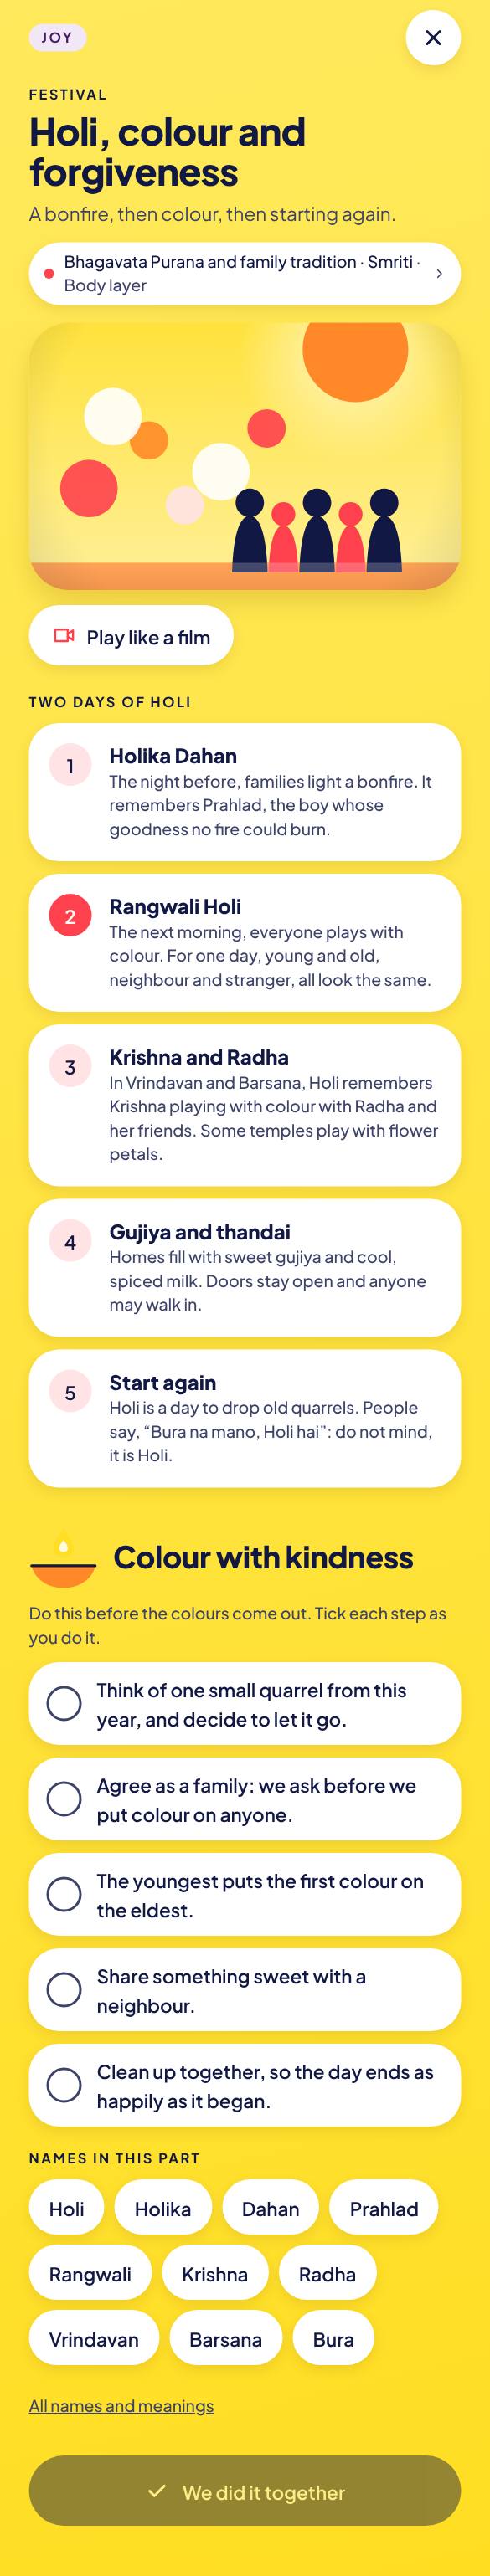 JOY
FESTIVAL
Holi, colour and
forgiveness
A bonfire, then colour, then starting again.
Bhagavata Purana and family tradition · Smriti ·
Body layer
Play like a film
TWO DAYS OF HOLI
1
Holika Dahan
The night before, families light a bonfire. It
remembers Prahlad, the boy whose
goodness no fire could burn.
2
Rangwali Holi
The next morning, everyone plays with
colour. For one day, young and old,
neighbour and stranger, all look the same.
3
Krishna and Radha
In Vrindavan and Barsana, Holi remembers
Krishna playing with colour with Radha and
her friends. Some temples play with flower
petals.
4
Gujiya and thandai
Homes fill with sweet gujiya and cool,
spiced milk. Doors stay open and anyone
may walk in.
5
Start again
Holi is a day to drop old quarrels. People
say, “Bura na mano, Holi hai”: do not mind,
it is Holi.
Colour with kindness
Do this before the colours come out. Tick each step as
you do it.
Think of one small quarrel from this
year, and decide to let it go.
Agree as a family: we ask before we
put colour on anyone.
The youngest puts the first colour on
the eldest.
Share something sweet with a
neighbour.
Clean up together, so the day ends as
happily as it began.
NAMES IN THIS PART
Holi Holika Dahan Prahlad
Rangwali Krishna Radha
Vrindavan Barsana Bura
All names and meanings
We did it together